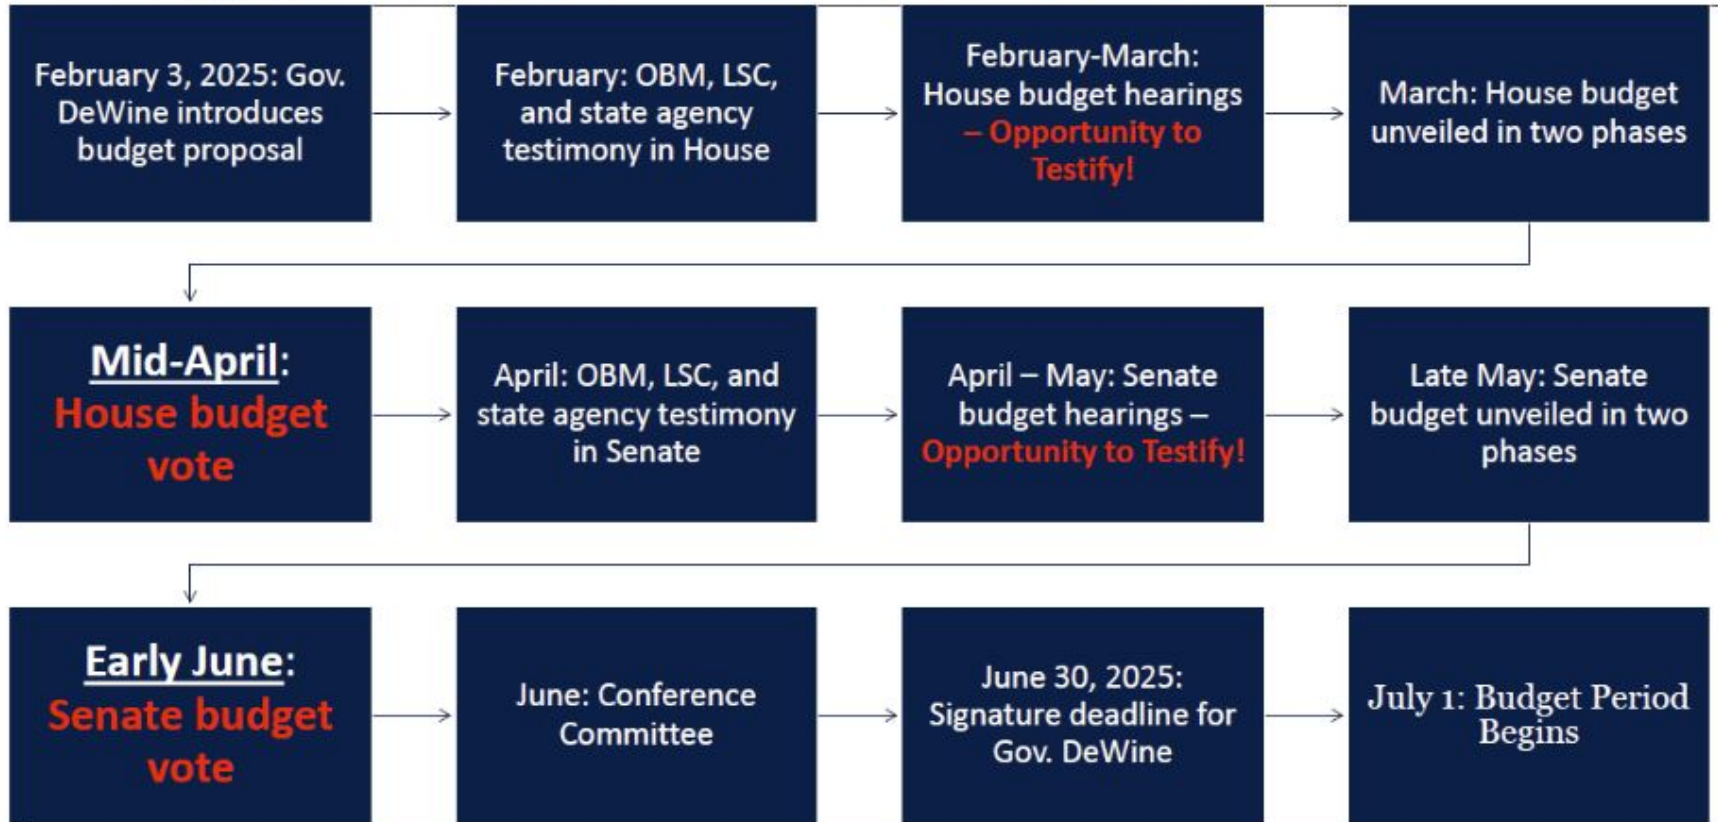 February 3, 2025: Gov.
DeWine introduces
budget proposal
February: OBM, LSC,
and state agency
testimony in House
February-March:
House budget hearings
– Opportunity to
Testify!
March: House budget
unveiled in two phases
Mid-April:
House budget
vote
April: OBM, LSC, and
state agency testimony
in Senate
April – May: Senate
budget hearings –
Opportunity to Testify!
Late May: Senate
budget unveiled in two
phases
Early June:
Senate budget
vote
June: Conference
Committee
June 30, 2025:
Signature deadline for
Gov. DeWine
July 1: Budget Period
Begins